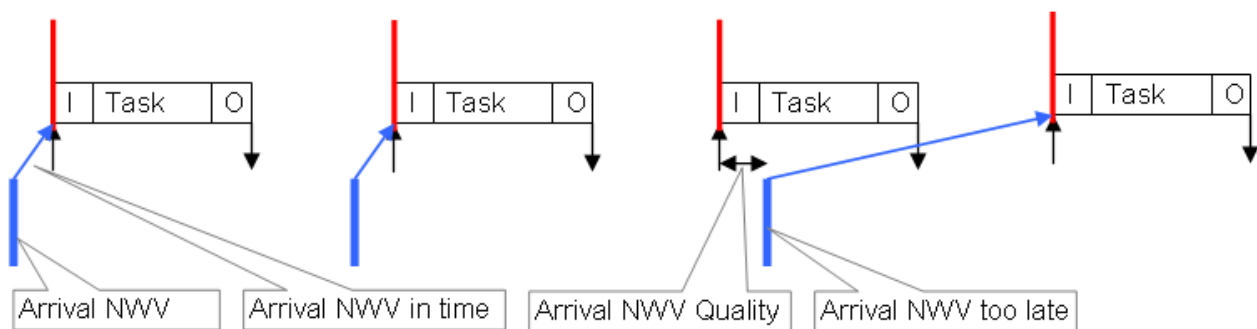 I Task O
I Task O
I Task O
I Task O
Arrival NWV
Arrival NWV in time
Arrival NWV Quality
Arrival NWV too late